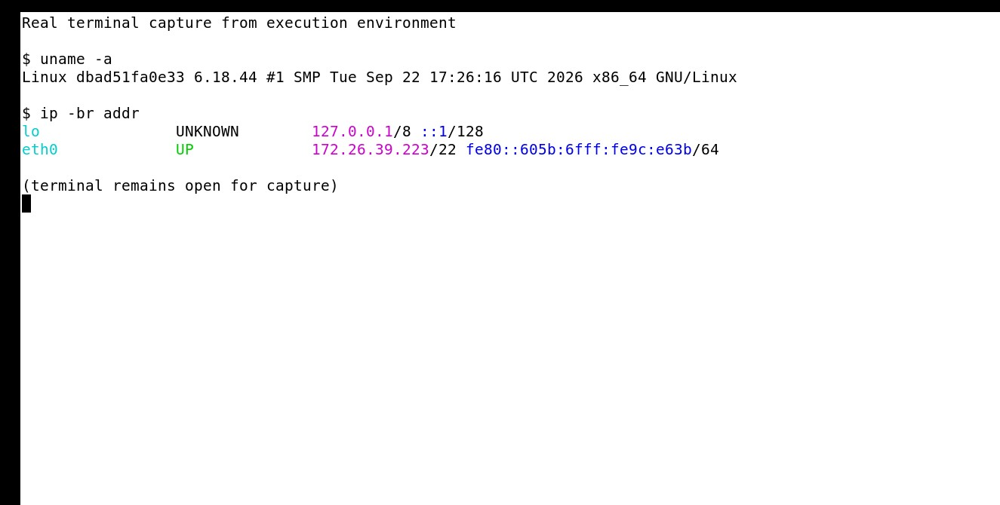 Real terminal capture from execution environment
$ uname -a
Linux dbad51fa0e33 6.18.44 #1 SMP Tue Sep 22 17:26:16 UTC 2026 x86_64 GNU/Linux
$ ip -br addr
lo               UNKNOWN        127.0.0.1/8 ::1/128
eth0             UP             172.26.39.223/22 fe80::605b:6fff:fe9c:e63b/64
(terminal remains open for capture)